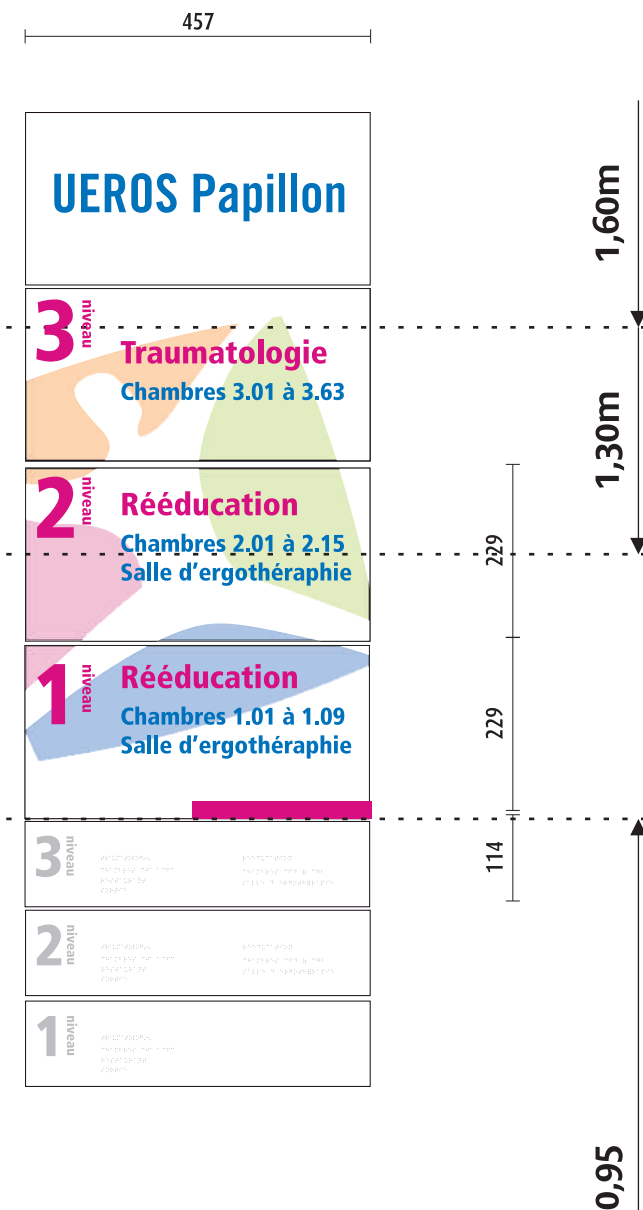 457
UEROS Papillon
1,60m
3 niveau
Traumatologie
Chambres 3.01 à 3.63
1,30m
2 niveau
Rééducation
Chambres 2.01 à 2.15
Salle d'ergothéraphie
229
1 niveau
Rééducation
Chambres 1.01 à 1.09
Salle d'ergothéraphie
229
3 niveau
114
2 niveau
1 niveau
0,95